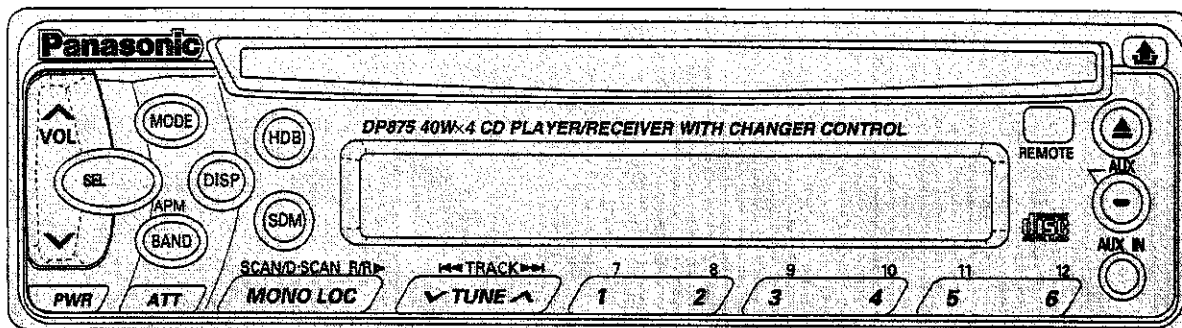 Panasonic
VOL
MODE
HDB
DP875 40W×4 CD PLAYER/RECEIVER WITH CHANGER CONTROL
REMOTE
SEL
DISP
AUX
APM
SDM
BAND
disc
AUX IN
SCAN/D·SCAN R/R▶
⏮TRACK⏭
7 8 9 10 11 12
PWR ATT MONO LOC TUNE 1 2 3 4 5 6